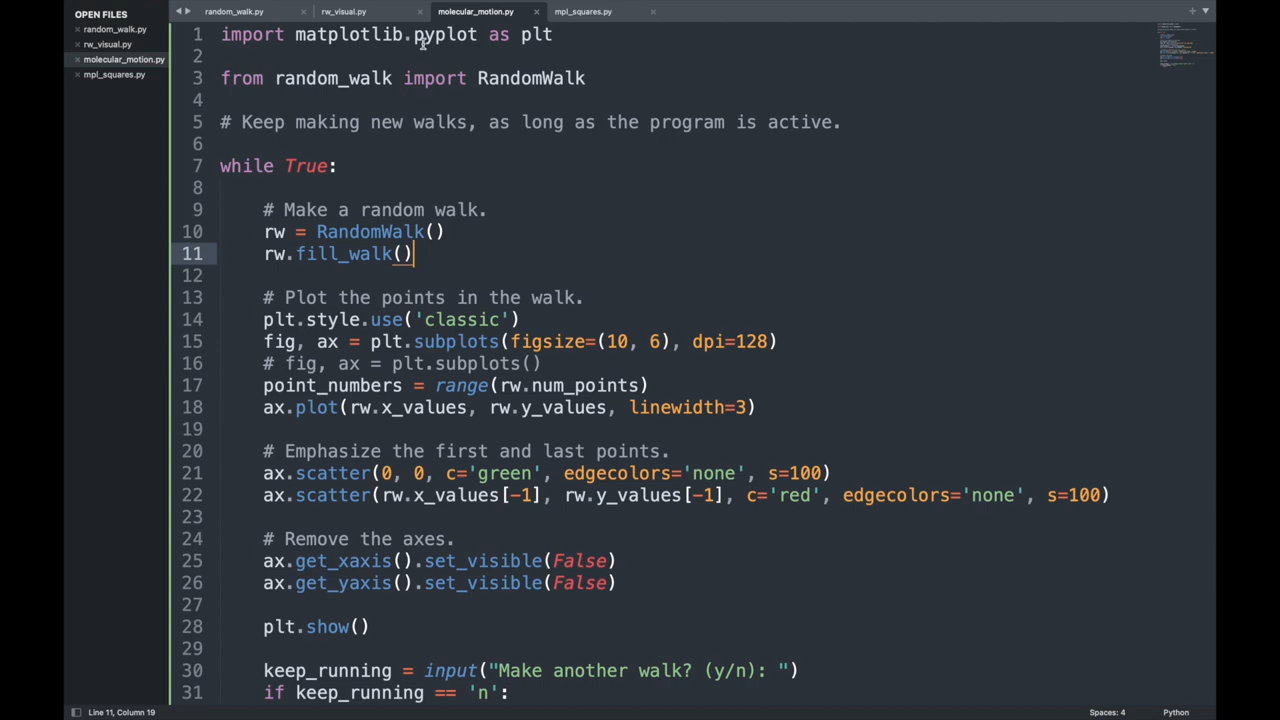 OPEN FILES
random_walk.py
rw_visual.py
molecular_motion.py
mpl_squares.py
random_walk.py × rw_visual.py × molecular_motion.py × mpl_squares.py ×
1 import matplotlib.pyplot as plt
2
3 from random_walk import RandomWalk
4
5 # Keep making new walks, as long as the program is active.
6
7 while True:
8
9     # Make a random walk.
10     rw = RandomWalk()
11     rw.fill_walk()
12
13     # Plot the points in the walk.
14     plt.style.use('classic')
15     fig, ax = plt.subplots(figsize=(10, 6), dpi=128)
16     # fig, ax = plt.subplots()
17     point_numbers = range(rw.num_points)
18     ax.plot(rw.x_values, rw.y_values, linewidth=3)
19
20     # Emphasize the first and last points.
21     ax.scatter(0, 0, c='green', edgecolors='none', s=100)
22     ax.scatter(rw.x_values[-1], rw.y_values[-1], c='red', edgecolors='none', s=100)
23
24     # Remove the axes.
25     ax.get_xaxis().set_visible(False)
26     ax.get_yaxis().set_visible(False)
27
28     plt.show()
29
30     keep_running = input("Make another walk? (y/n): ")
31     if keep_running == 'n':
Line 11, Column 19
Spaces: 4
Python